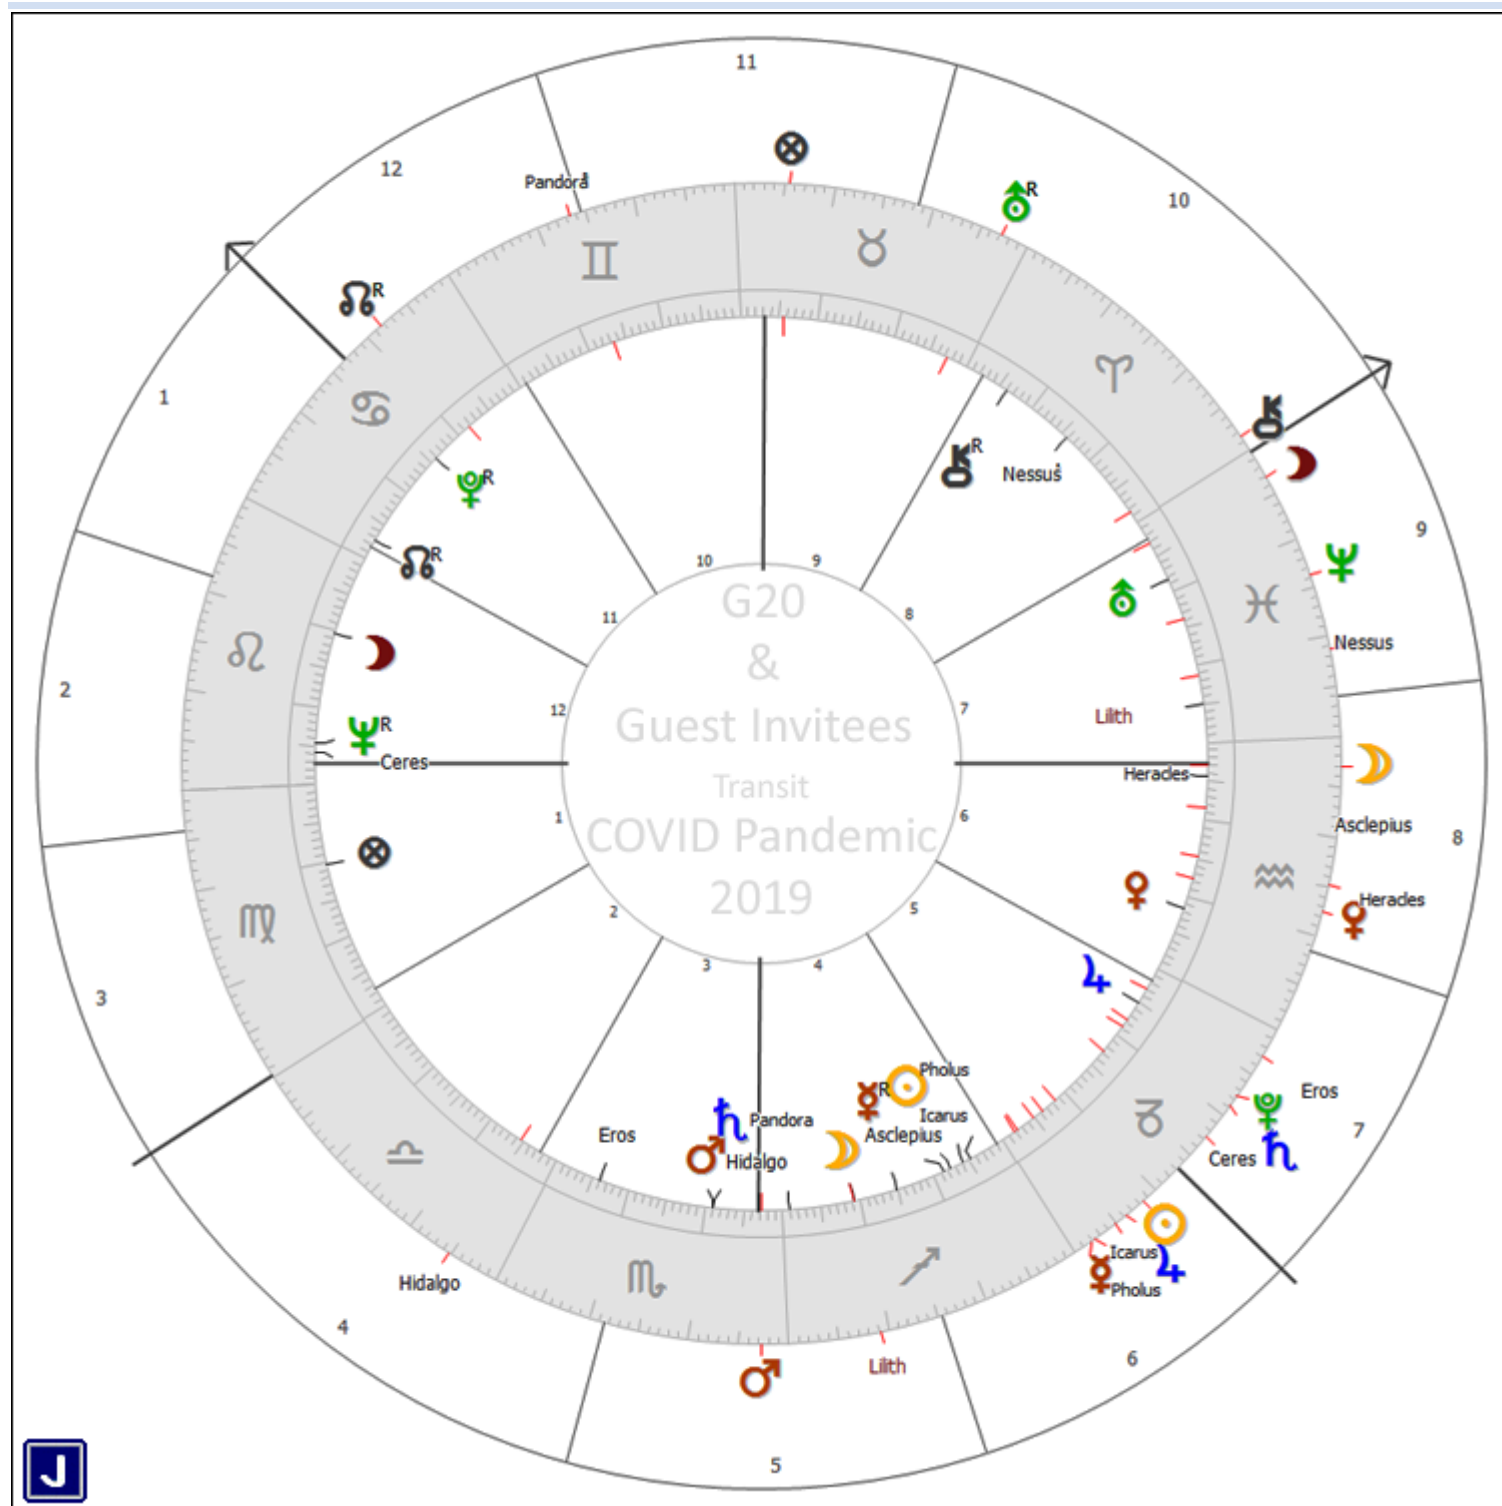 11
12
Pandora
R
10
R
1
R
R
Nessus
R
9
10
9
11
8
R
Nessus
G20
&
Guest Invitees
Transit
COVID Pandemic
2019
2
12
7
Lilith
R
Ceres
Heracles
1
6
Asclepius
8
Heracles
2
5
3
3
4
Pholus
R
Icarus
Eros
Pandora
Asclepius
Hidalgo
Eros
7
Ceres
Icarus
Pholus
Hidalgo
4
6
Lilith
5
J